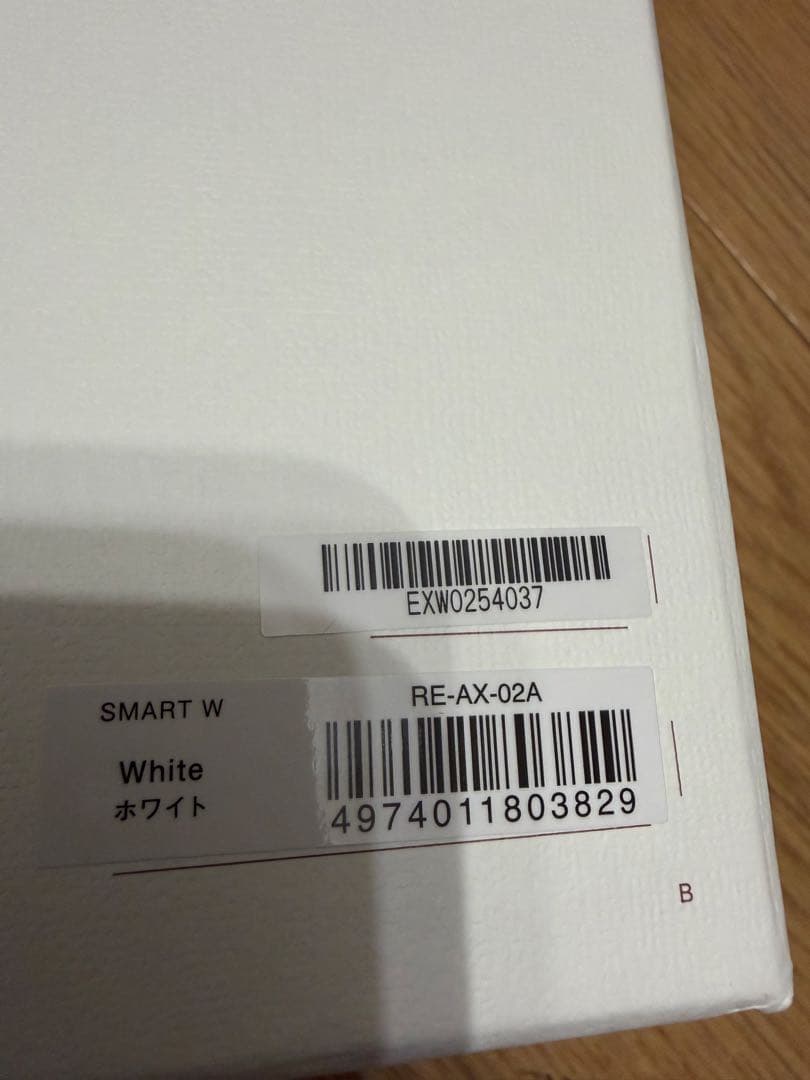 EXW0254037
SMART W
RE-AX-02A
White
ホワイト
4974011803829
B